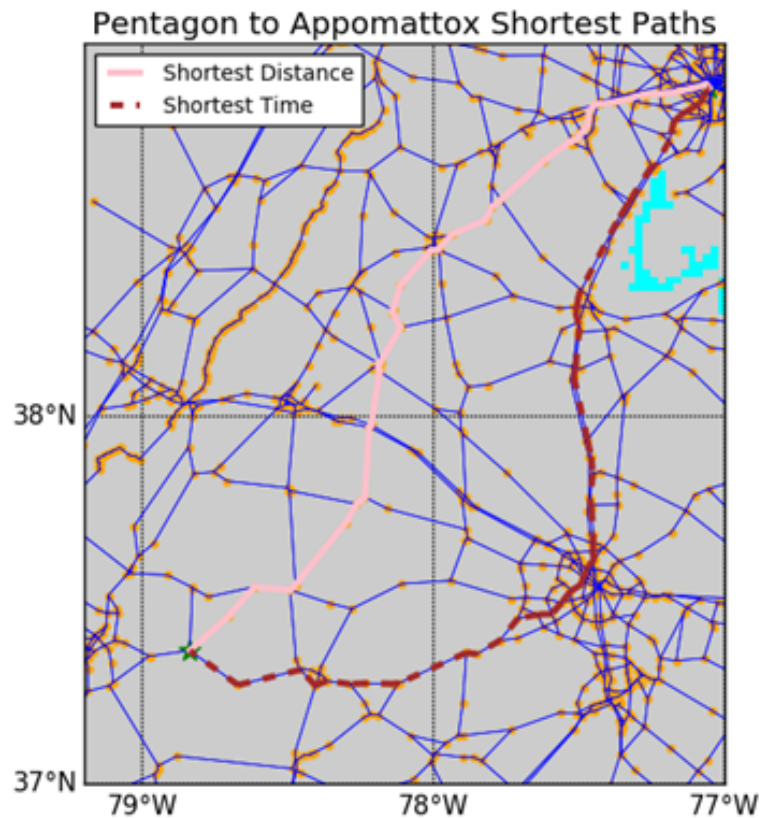 Pentagon to Appomattox Shortest Paths
Shortest Distance
Shortest Time
38°N
37°N
79°W
78°W
77°W